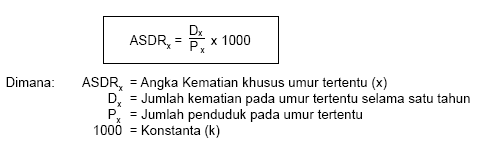 ASDRx = Dx / Px x 1000
Dimana: ASDRx = Angka Kematian khusus umur tertentu (x)
Dx = Jumlah kematian pada umur tertentu selama satu tahun
Px = Jumlah penduduk pada umur tertentu
1000 = Konstanta (k)